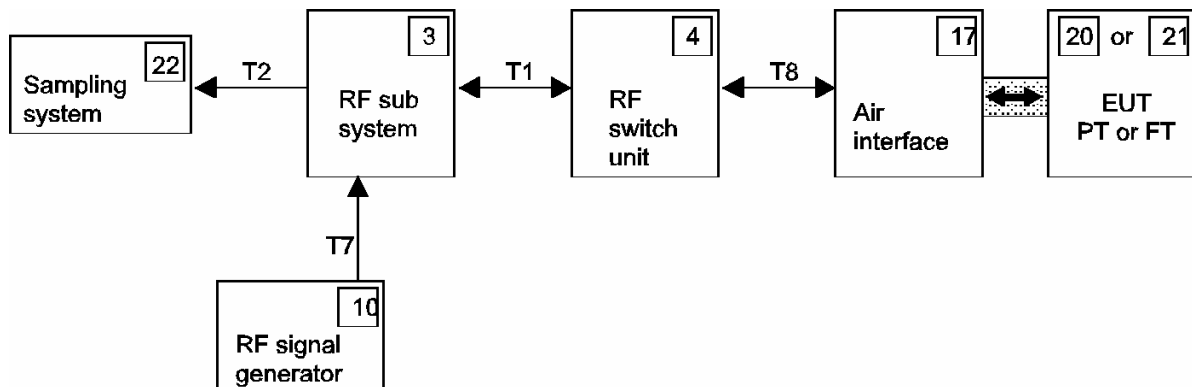 22
Sampling
system
T2
3
RF sub
system
T1
4
RF
switch
unit
T8
17
Air
interface
20 or 21
EUT
PT or FT
T7
10
RF signal
generator